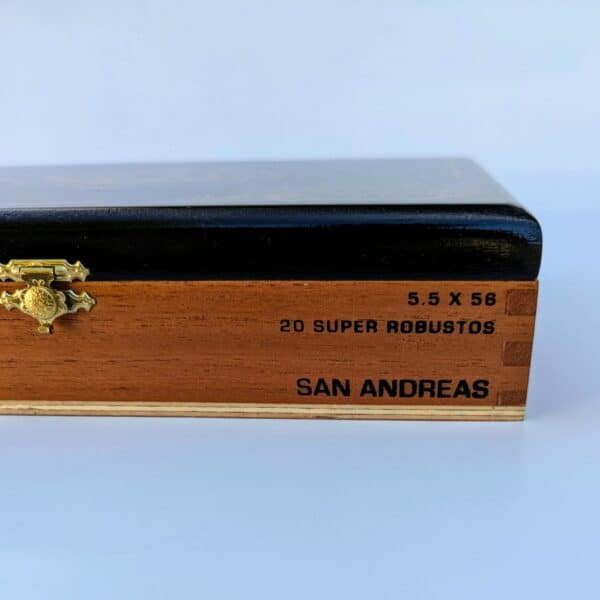 5.5 X 56
20 SUPER ROBUSTOS
SAN ANDREAS